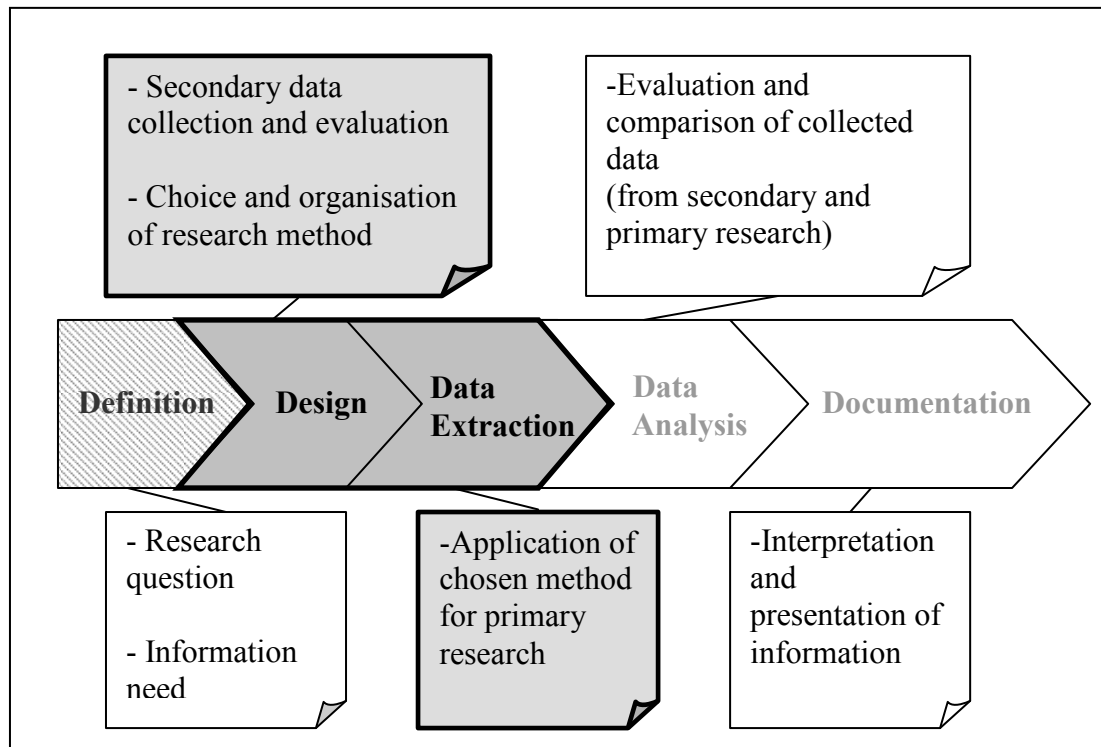 - Secondary data
collection and evaluation
- Choice and organisation
of research method
-Evaluation and
comparison of collected
data
(from secondary and
primary research)
Definition
Design
Data
Extraction
Data
Analysis
Documentation
- Research
question
- Information
need
-Application of
chosen method
for primary
research
-Interpretation
and
presentation of
information